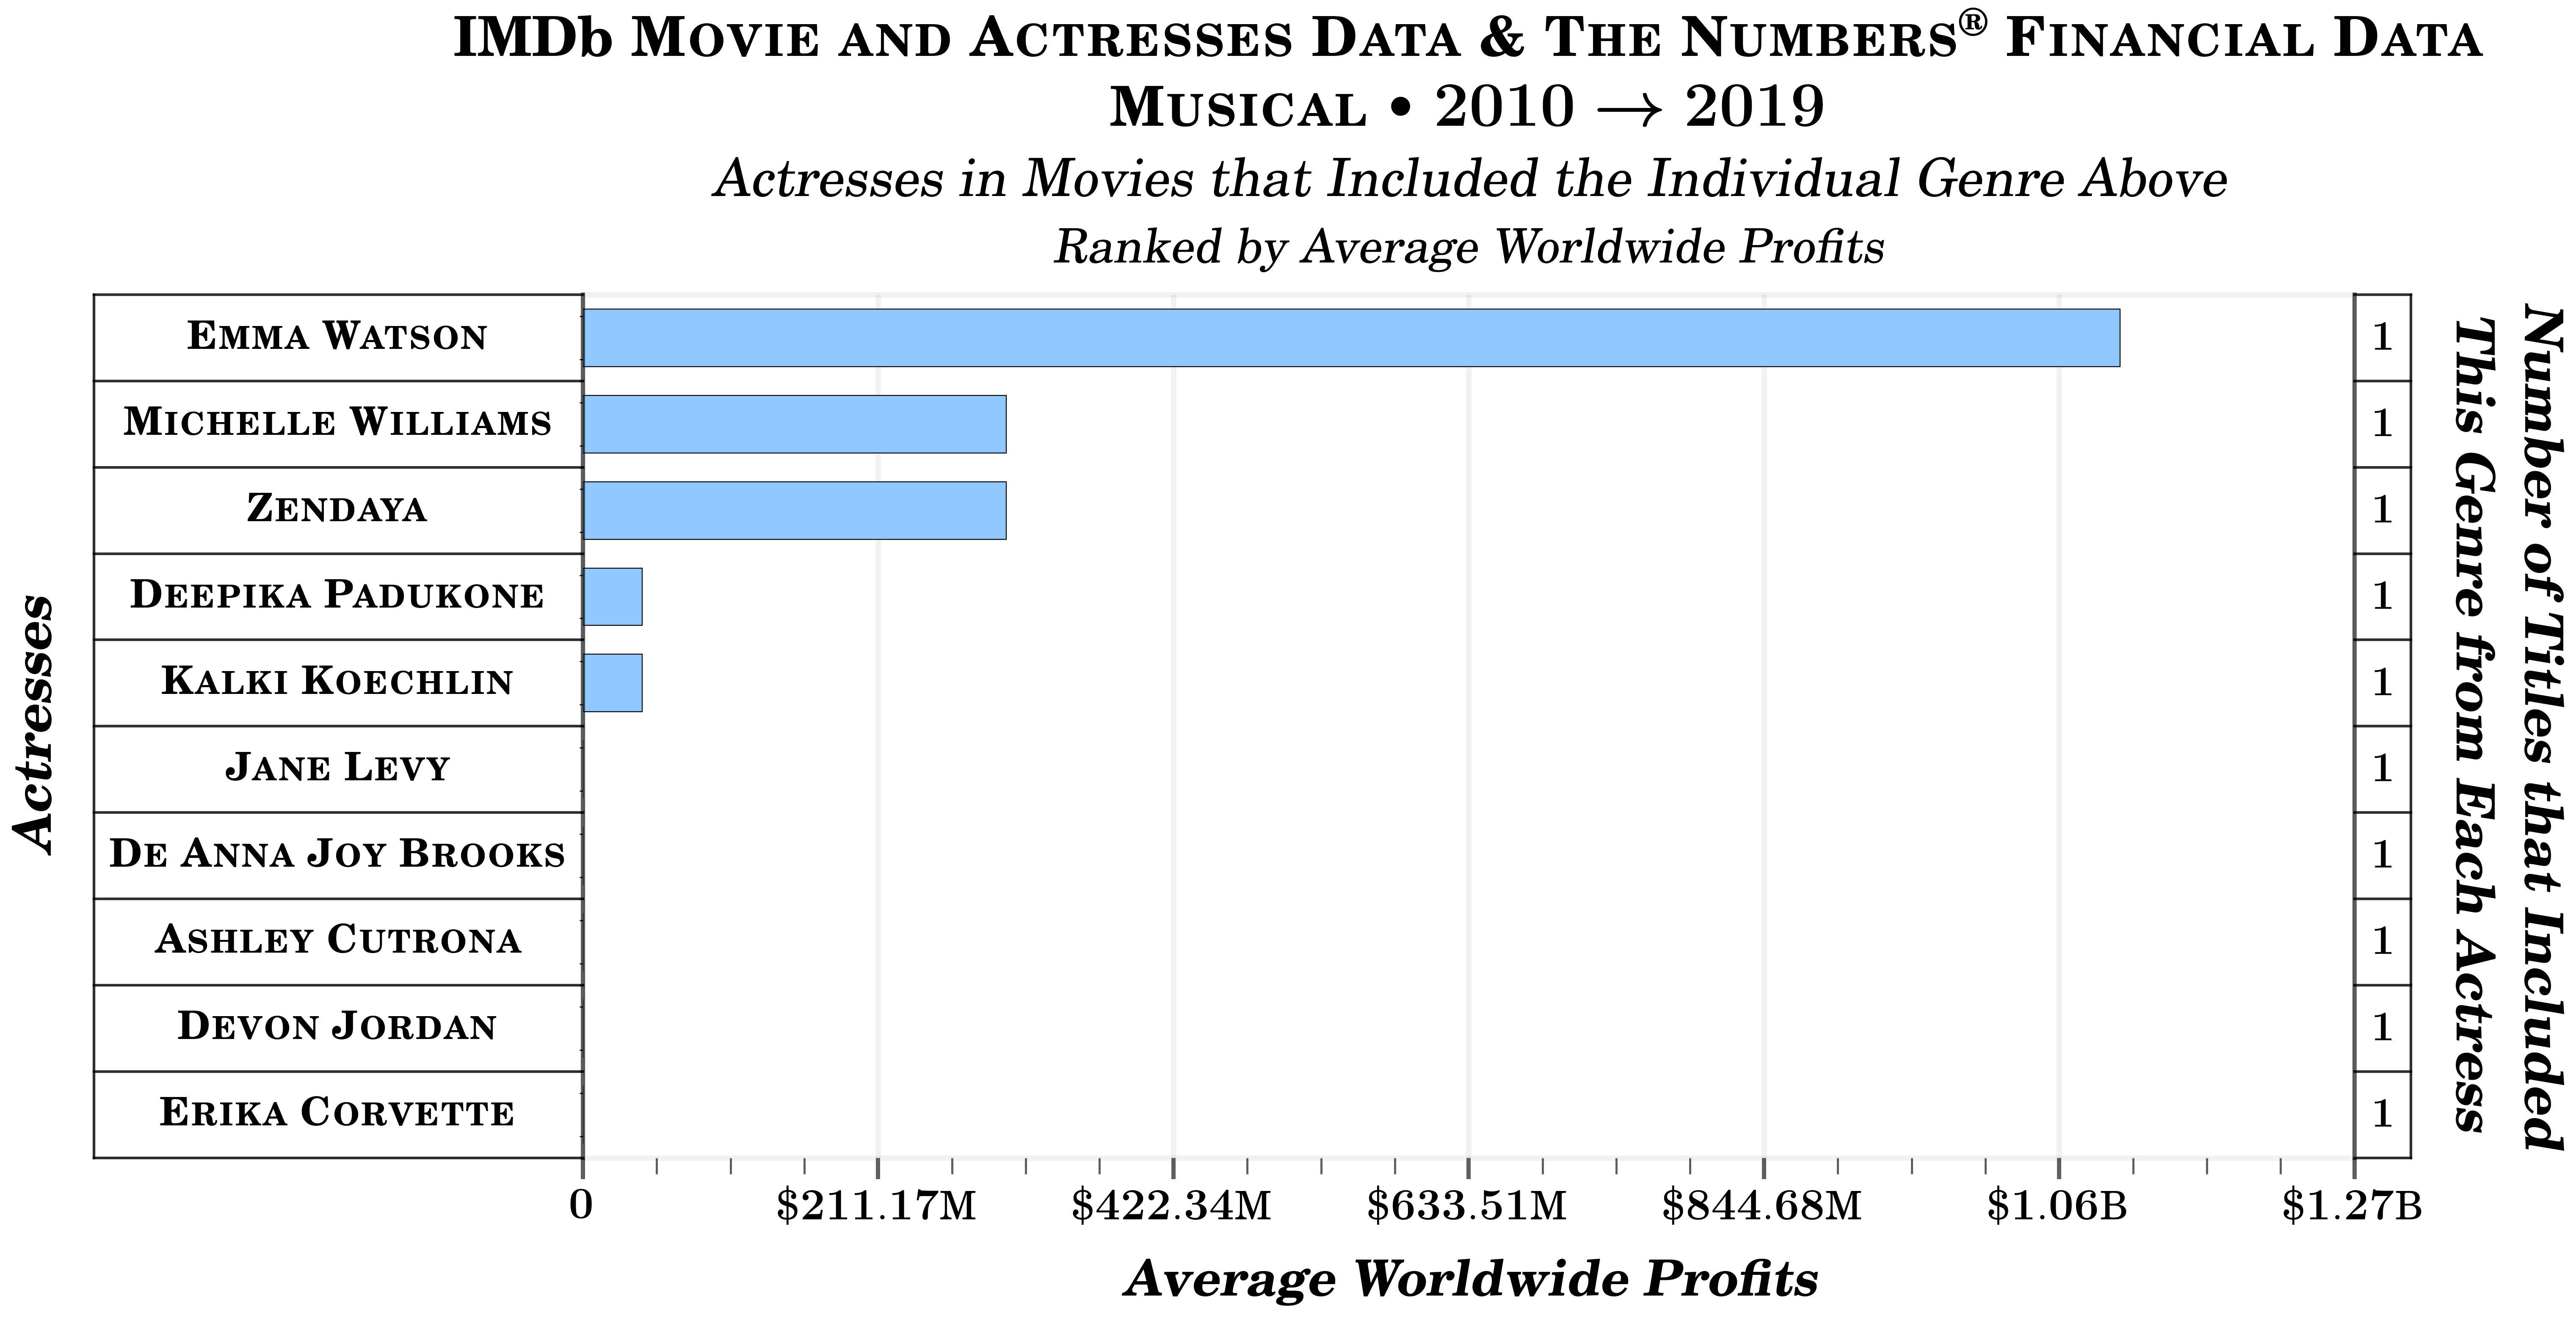 IMDb Movie and Actresses Data & The Numbers® Financial Data
Musical • 2010 → 2019
Actresses in Movies that Included the Individual Genre Above
Ranked by Average Worldwide Profits
Actresses
Emma Watson 1
Michelle Williams 1
Zendaya 1
Deepika Padukone 1
Kalki Koechlin 1
Jane Levy 1
De Anna Joy Brooks 1
Ashley Cutrona 1
Devon Jordan 1
Erika Corvette 1
Number of Titles that Included
This Genre from Each Actress
0 $211.17M $422.34M $633.51M $844.68M $1.06B $1.27B
Average Worldwide Profits